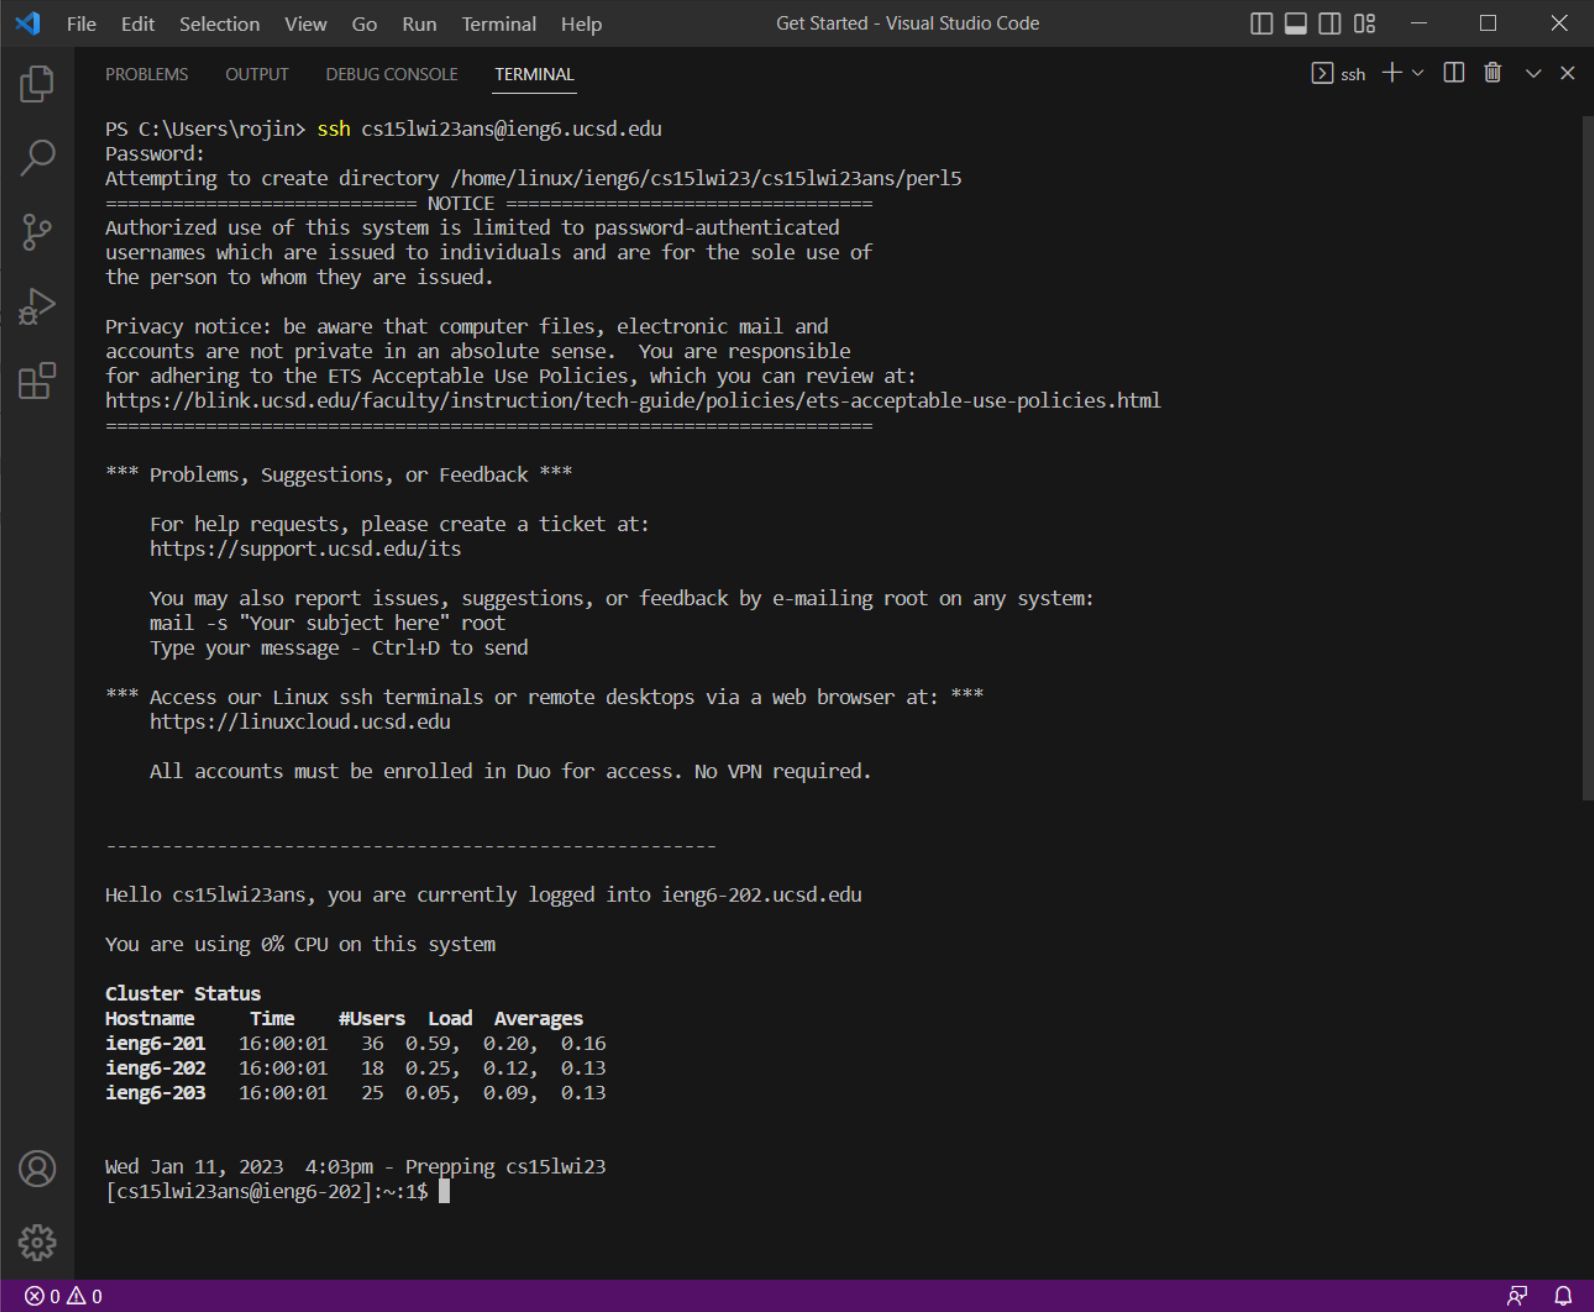 File Edit Selection View Go Run Terminal Help Get Started - Visual Studio Code
PROBLEMS OUTPUT DEBUG CONSOLE TERMINAL ssh
PS C:\Users\rojin> ssh cs15lwi23ans@ieng6.ucsd.edu
Password:
Attempting to create directory /home/linux/ieng6/cs15lwi23/cs15lwi23ans/perl5
============================ NOTICE =================================
Authorized use of this system is limited to password-authenticated
usernames which are issued to individuals and are for the sole use of
the person to whom they are issued.
Privacy notice: be aware that computer files, electronic mail and
accounts are not private in an absolute sense.  You are responsible
for adhering to the ETS Acceptable Use Policies, which you can review at:
https://blink.ucsd.edu/faculty/instruction/tech-guide/policies/ets-acceptable-use-policies.html
=====================================================================
*** Problems, Suggestions, or Feedback ***
For help requests, please create a ticket at:
https://support.ucsd.edu/its
You may also report issues, suggestions, or feedback by e-mailing root on any system:
mail -s "Your subject here" root
Type your message - Ctrl+D to send
*** Access our Linux ssh terminals or remote desktops via a web browser at: ***
https://linuxcloud.ucsd.edu
All accounts must be enrolled in Duo for access. No VPN required.
-------------------------------------------------------
Hello cs15lwi23ans, you are currently logged into ieng6-202.ucsd.edu
You are using 0% CPU on this system
Cluster Status
Hostname     Time    #Users  Load  Averages
ieng6-201   16:00:01   36  0.59,  0.20,  0.16
ieng6-202   16:00:01   18  0.25,  0.12,  0.13
ieng6-203   16:00:01   25  0.05,  0.09,  0.13
Wed Jan 11, 2023  4:03pm - Prepping cs15lwi23
[cs15lwi23ans@ieng6-202]:~:1$
0 0